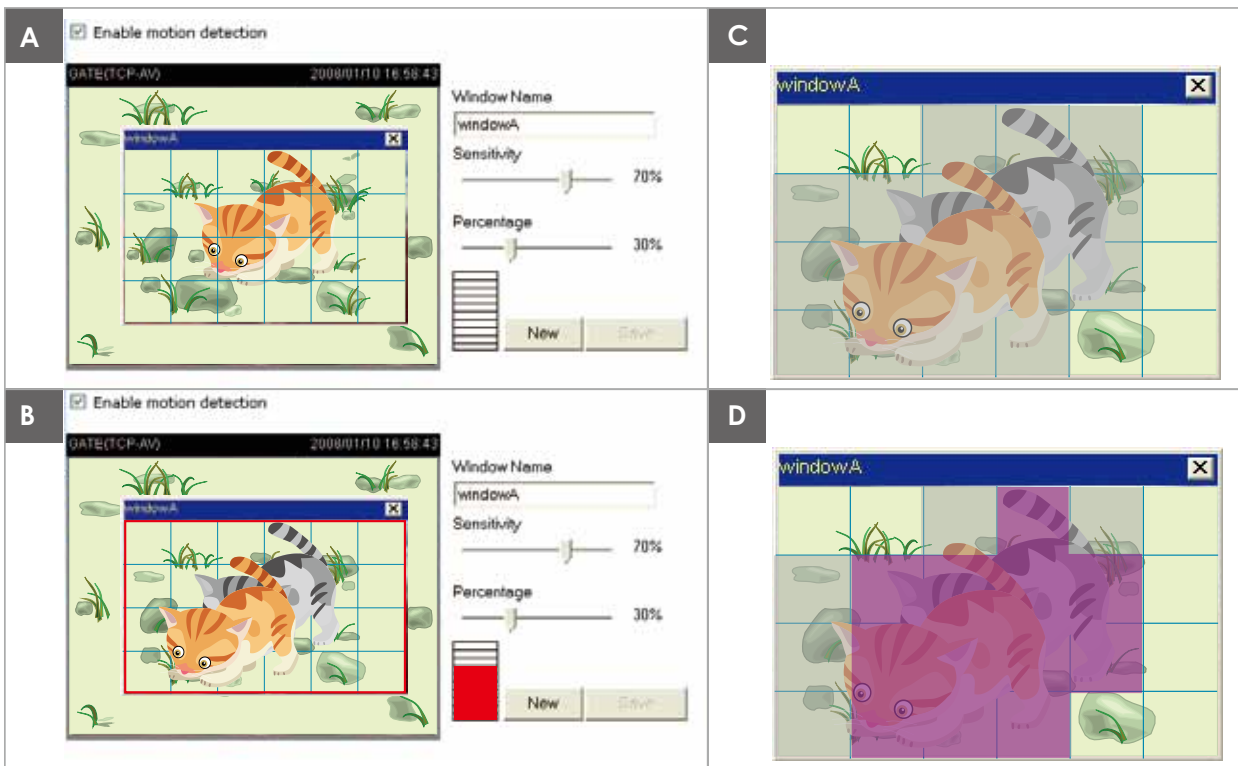 A
Enable motion detection
GATE(TCP-AV) 2008/01/10 16:58:43
windowA
Window Name
windowA
Sensitivity
70%
Percentage
30%
New
Save
B
Enable motion detection
GATE(TCP-AV) 2008/01/10 16:58:43
windowA
Window Name
windowA
Sensitivity
70%
Percentage
30%
New
Save
C
windowA
D
windowA